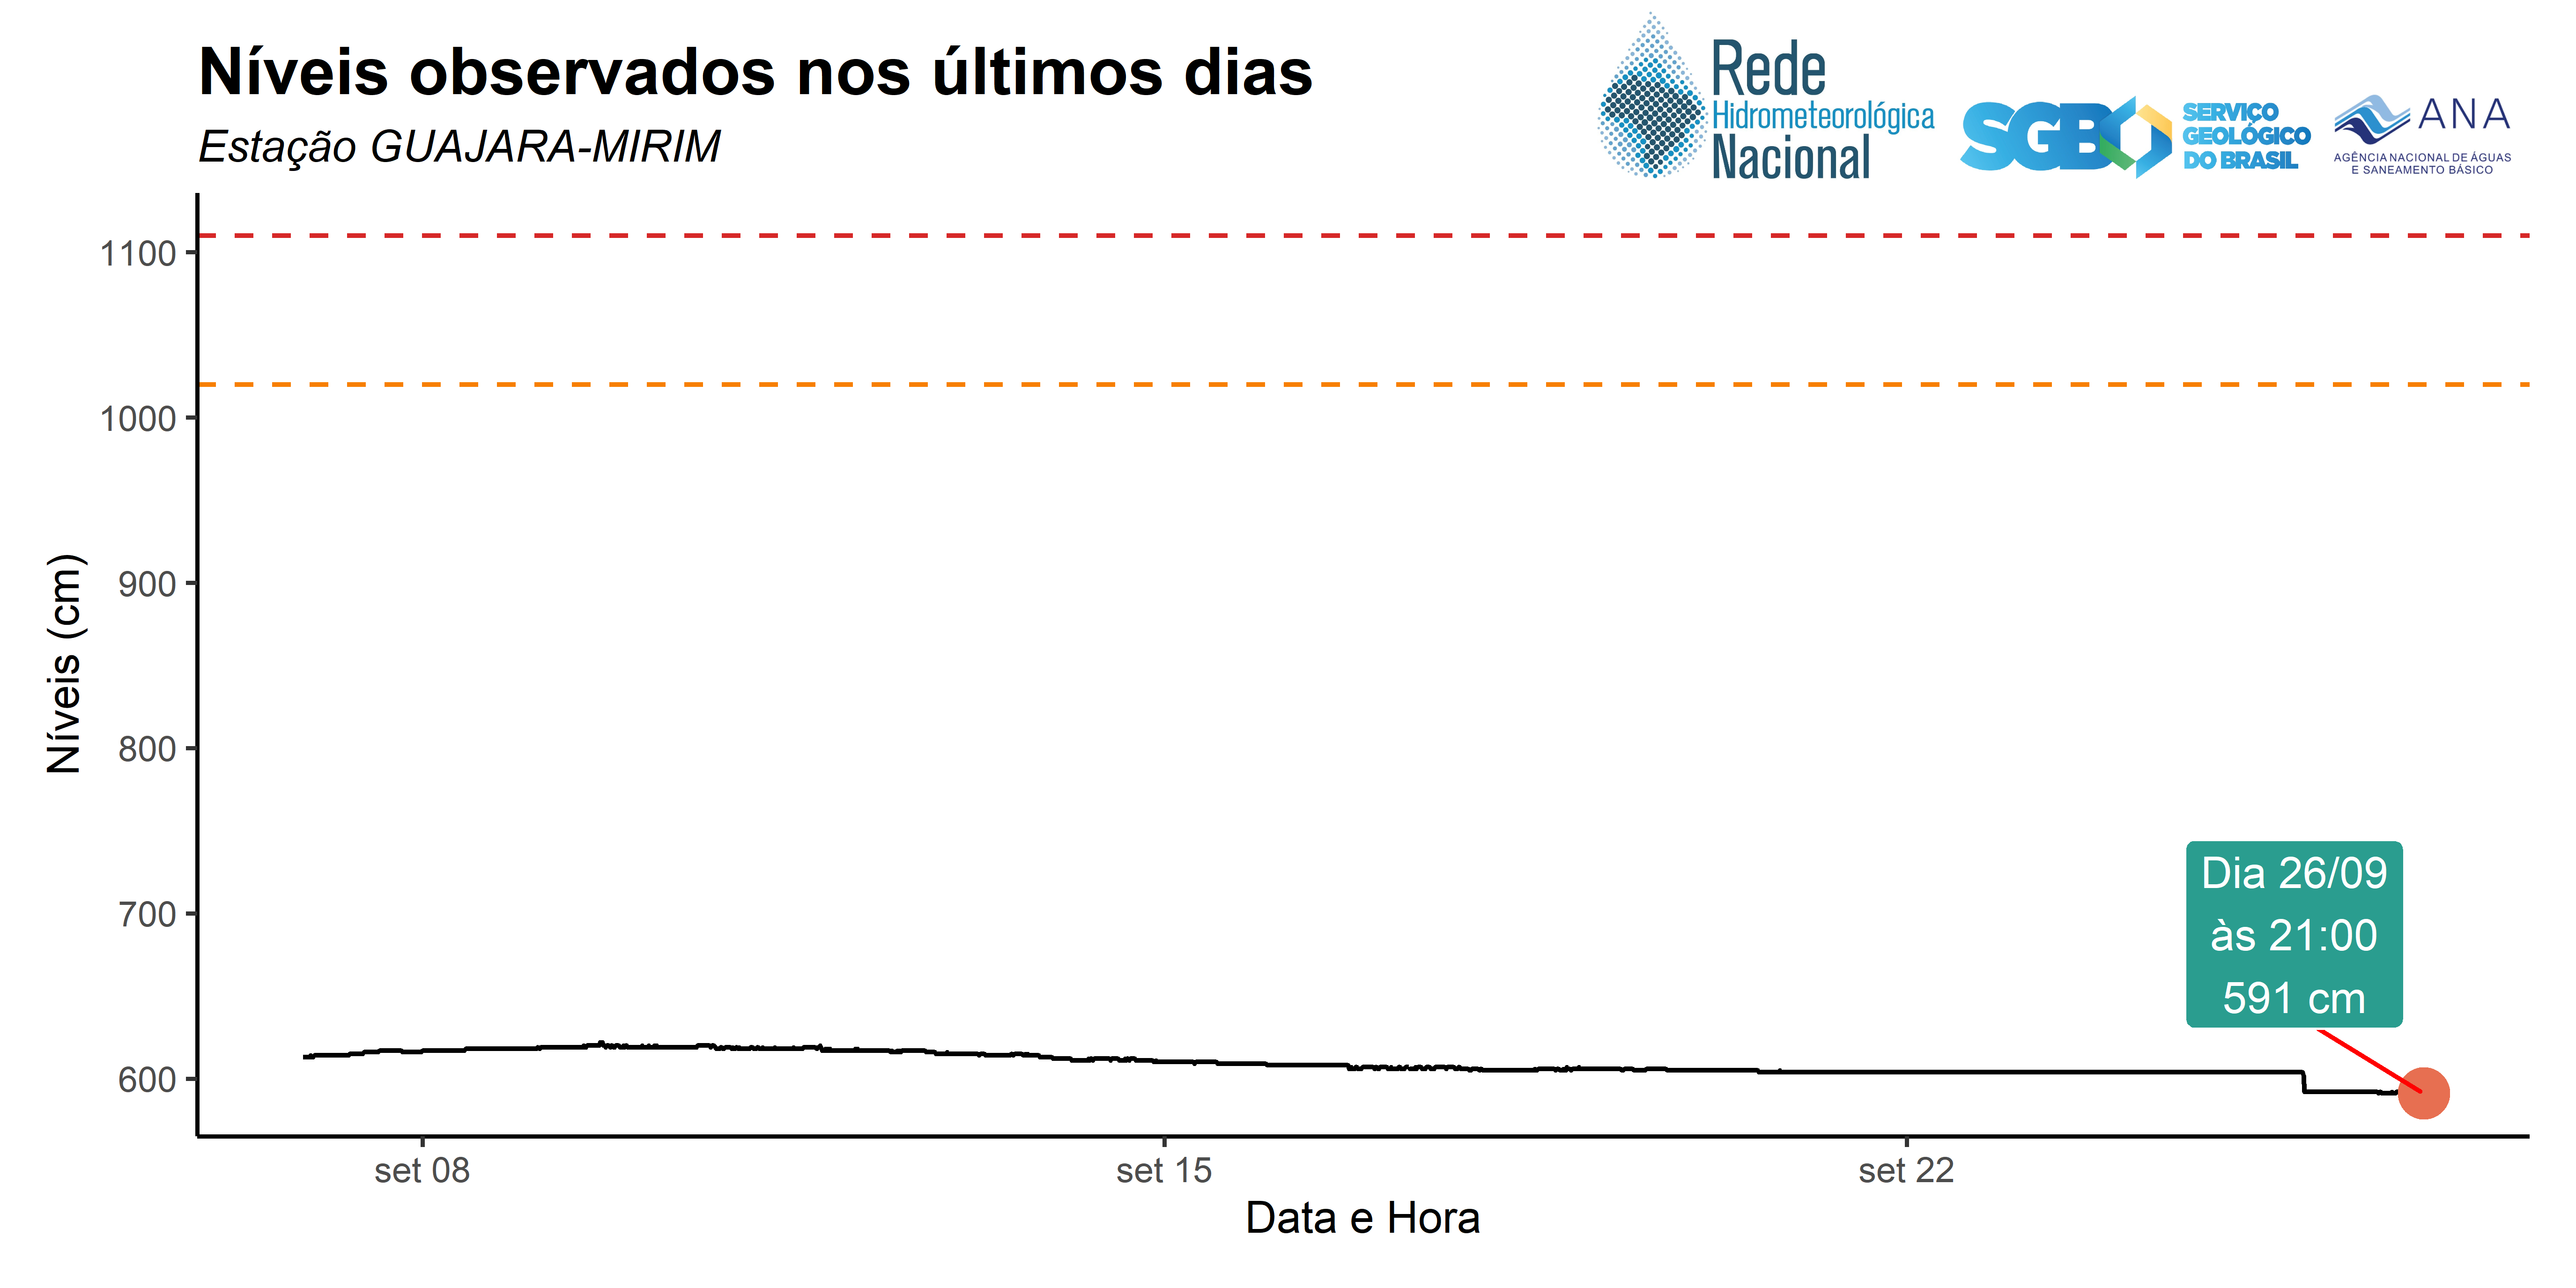 Níveis observados nos últimos dias
Estação GUAJARA-MIRIM
Rede
Hidrometeorológica
Nacional
SGB
SERVIÇO
GEOLÓGICO
DO BRASIL
ANA
AGÊNCIA NACIONAL DE ÁGUAS
E SANEAMENTO BÁSICO
Níveis (cm)
1100
1000
900
800
700
600
Dia 26/09
às 21:00
591 cm
set 08
set 15
set 22
Data e Hora